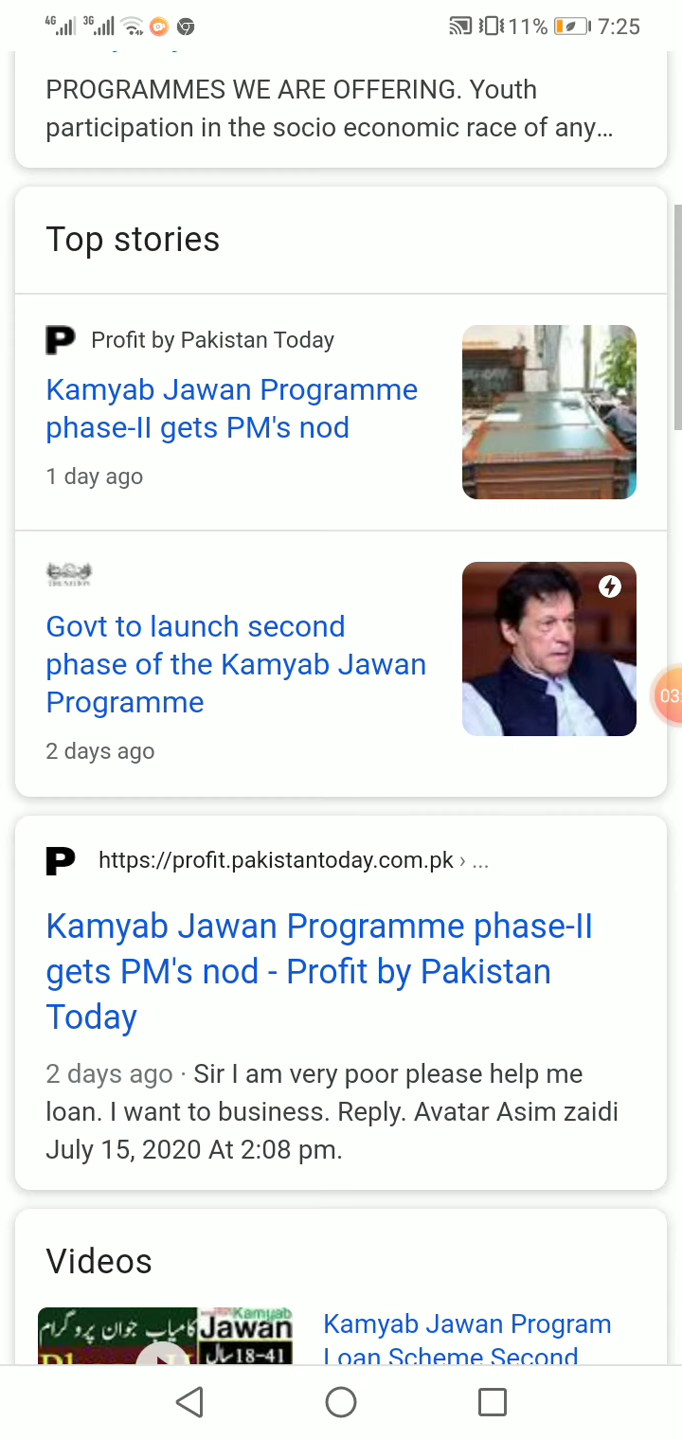 4G 3G 11% 7:25
PROGRAMMES WE ARE OFFERING. Youth
participation in the socio economic race of any...
Top stories
P Profit by Pakistan Today
Kamyab Jawan Programme
phase-II gets PM's nod
1 day ago
THE NATION
Govt to launch second
phase of the Kamyab Jawan
Programme
03:
2 days ago
P https://profit.pakistantoday.com.pk › ...
Kamyab Jawan Programme phase-II
gets PM's nod - Profit by Pakistan
Today
2 days ago · Sir I am very poor please help me
loan. I want to business. Reply. Avatar Asim zaidi
July 15, 2020 At 2:08 pm.
Videos
کامیاب جوان پروگرام
Kamyab
Jawan
18-41 سال
Kamyab Jawan Program
Loan Scheme Second